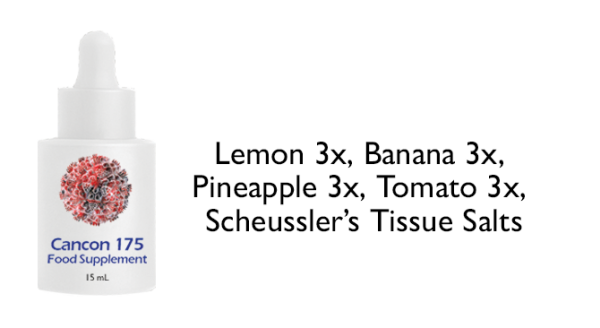 Cancon 175
Food Supplement
15 mL
Lemon 3x, Banana 3x,
Pineapple 3x, Tomato 3x,
Scheussler's Tissue Salts